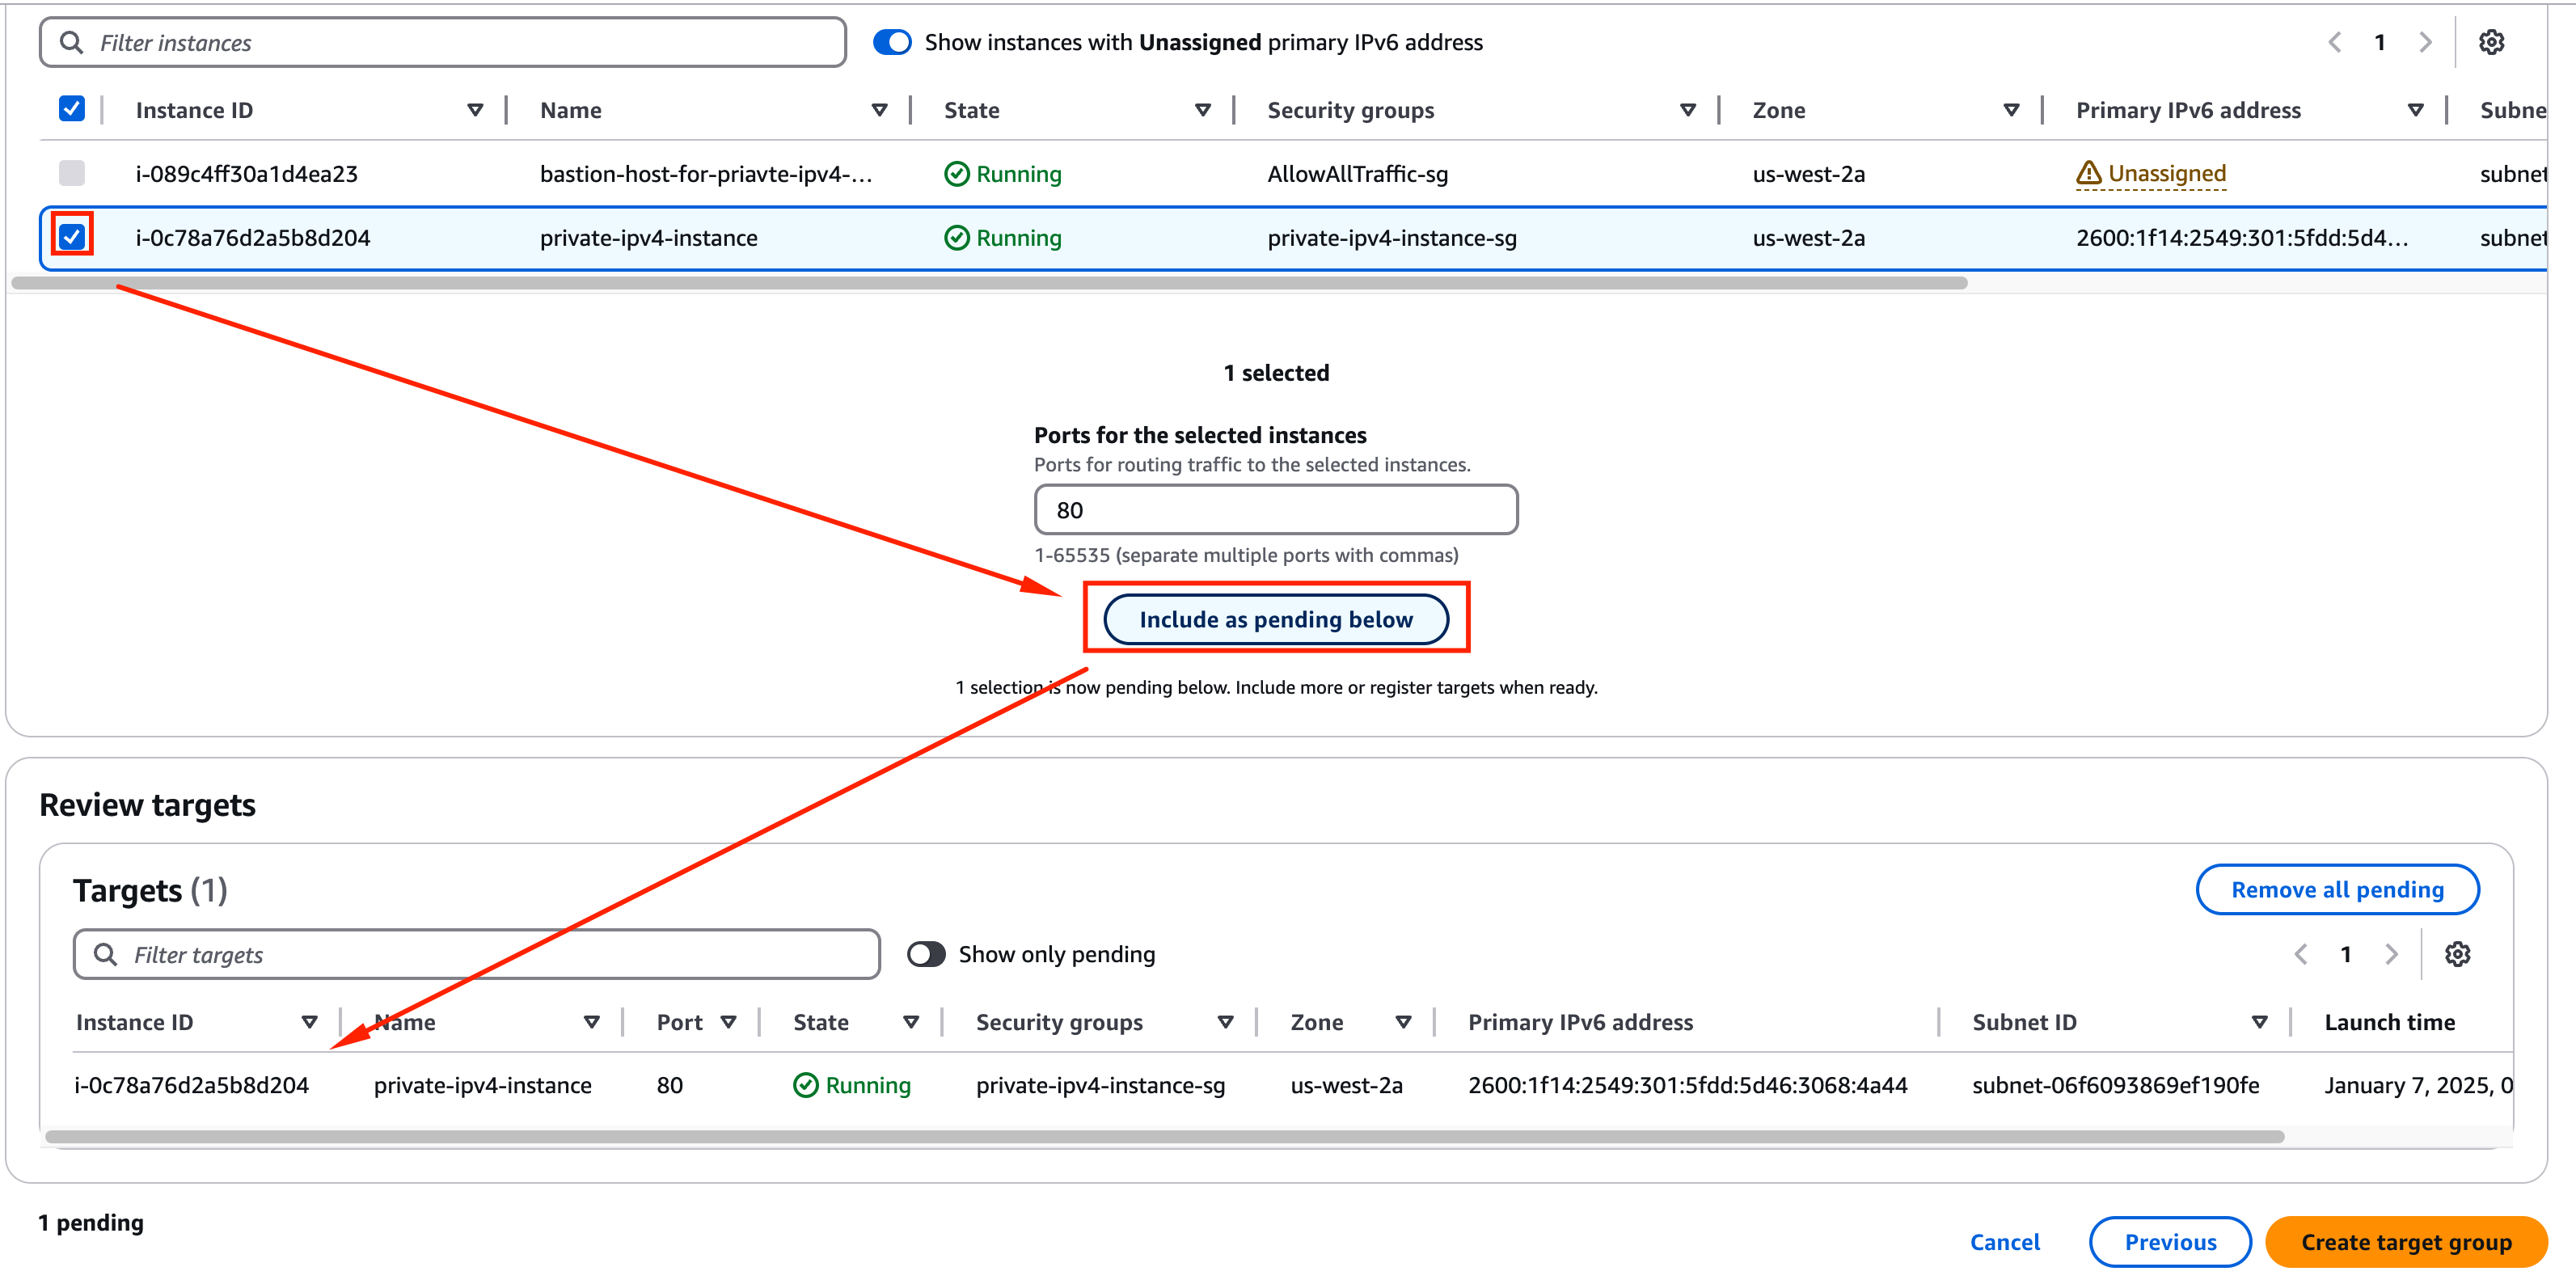 Filter instances
Show instances with Unassigned primary IPv6 address
1
Instance ID Name State Security groups Zone Primary IPv6 address Subne
i-089c4ff30a1d4ea23 bastion-host-for-priavte-ipv4-... Running AllowAllTraffic-sg us-west-2a Unassigned subnet
i-0c78a76d2a5b8d204 private-ipv4-instance Running private-ipv4-instance-sg us-west-2a 2600:1f14:2549:301:5fdd:5d4... subnet
1 selected
Ports for the selected instances
Ports for routing traffic to the selected instances.
80
1-65535 (separate multiple ports with commas)
Include as pending below
1 selection is now pending below. Include more or register targets when ready.
Review targets
Targets (1)
Remove all pending
Filter targets
Show only pending
1
Instance ID Name Port State Security groups Zone Primary IPv6 address Subnet ID Launch time
i-0c78a76d2a5b8d204 private-ipv4-instance 80 Running private-ipv4-instance-sg us-west-2a 2600:1f14:2549:301:5fdd:5d46:3068:4a44 subnet-06f6093869ef190fe January 7, 2025, 0
1 pending
Cancel
Previous
Create target group